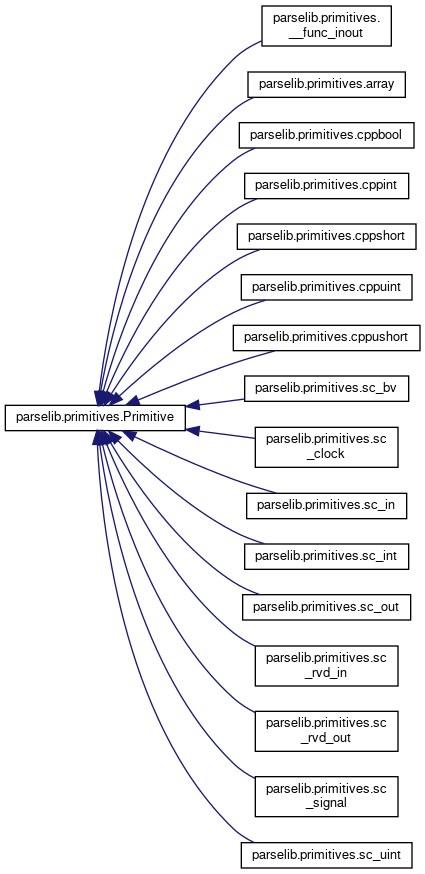 parselib.primitives.
__func_inout
parselib.primitives.array
parselib.primitives.cppbool
parselib.primitives.cppint
parselib.primitives.cppshort
parselib.primitives.cppuint
parselib.primitives.cppushort
parselib.primitives.sc_bv
parselib.primitives.Primitive
parselib.primitives.sc
_clock
parselib.primitives.sc_in
parselib.primitives.sc_int
parselib.primitives.sc_out
parselib.primitives.sc
_rvd_in
parselib.primitives.sc
_rvd_out
parselib.primitives.sc
_signal
parselib.primitives.sc_uint